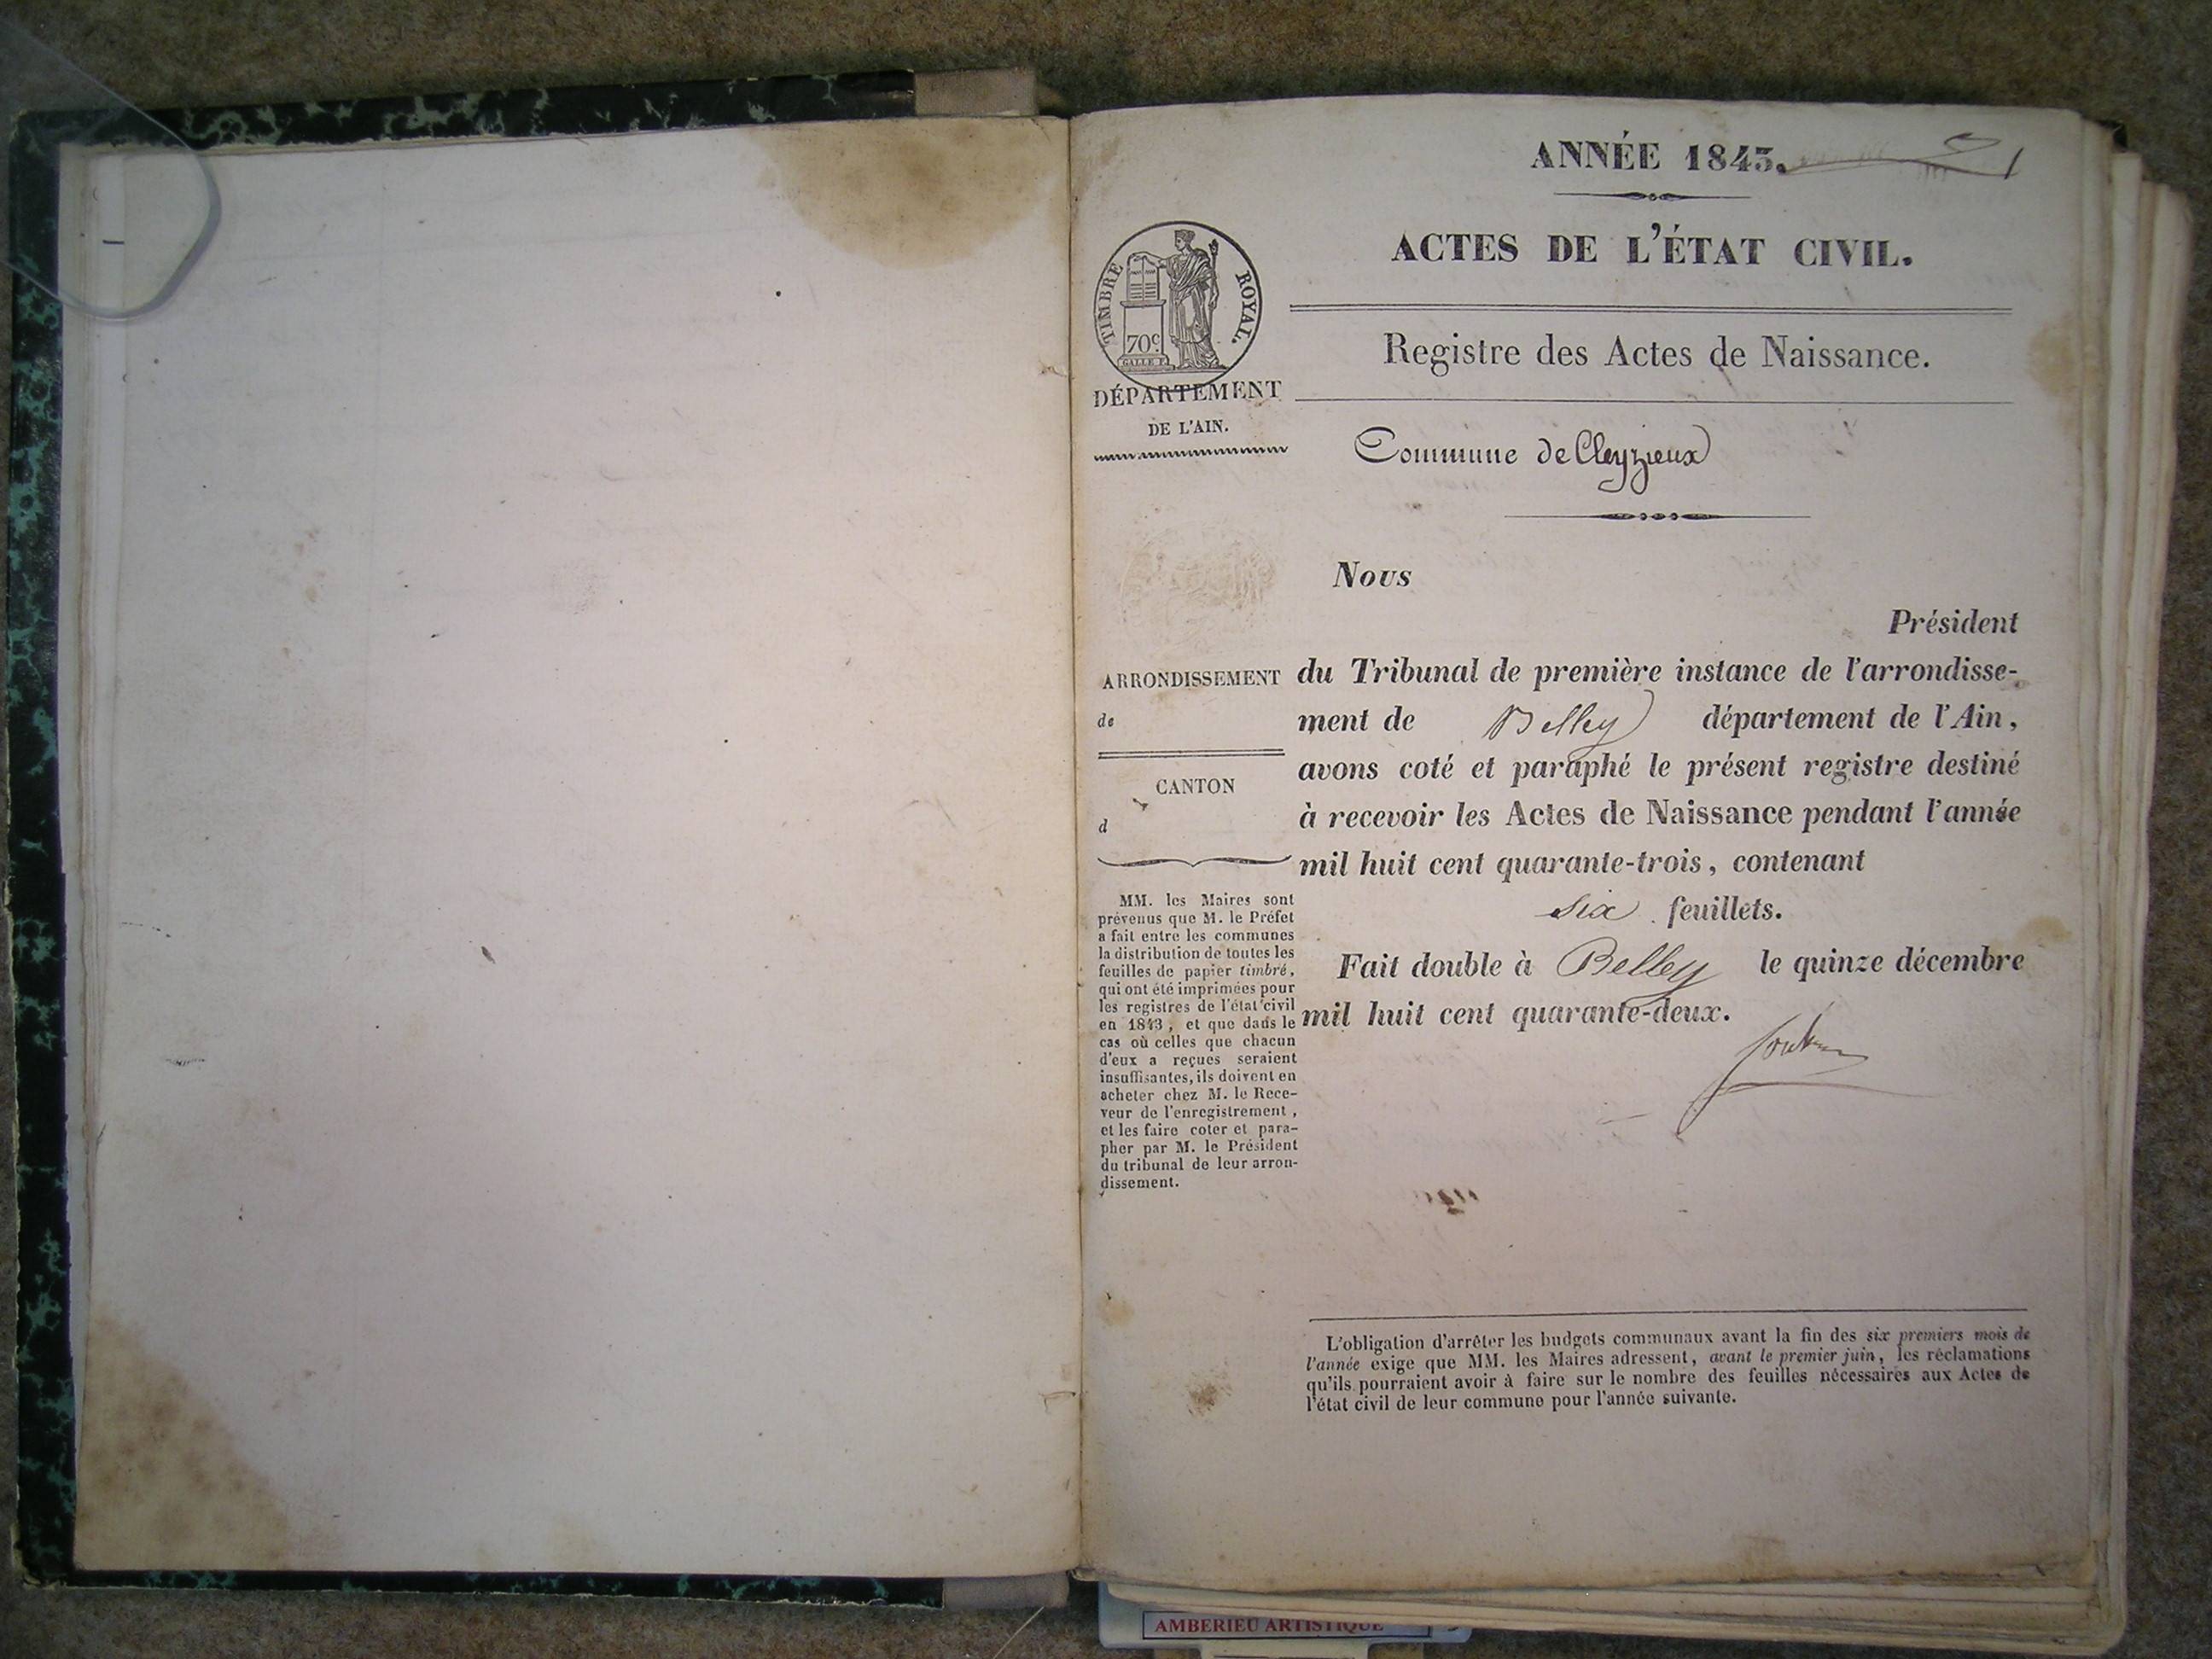 ANNÉE 1843.
1
ACTES DE L'ÉTAT CIVIL.
TIMBRE ROYAL.
70c.
GALLE F.
DÉPARTEMENT
DE L'AIN.
Registre des Actes de Naissance.
Commune de Cleyzieux
Nous
Président
du Tribunal de première instance de l'arrondisse-
ment de Belley département de l'Ain,
avons coté et paraphé le présent registre destiné
à recevoir les Actes de Naissance pendant l'année
mil huit cent quarante-trois, contenant
six feuillets.
Fait double à Belley le quinze décembre
mil huit cent quarante-deux.
ARRONDISSEMENT
de
CANTON
d
MM. les Maires sont
prévenus que M. le Préfet
a fait entre les communes
la distribution de toutes les
feuilles de papier timbré,
qui ont été imprimées pour
les registres de l'état civil
en 1843, et que dans le
cas où celles que chacun
d'eux a reçues seraient
insuffisantes, ils doivent en
acheter chez M. le Rece-
veur de l'enregistrement,
et les faire coter et para-
pher par M. le Président
du tribunal de leur arron-
dissement.
L'obligation d'arrêter les budgets communaux avant la fin des six premiers mois de
l'année exige que MM. les Maires adressent, avant le premier juin, les réclamations
qu'ils pourraient avoir à faire sur le nombre des feuilles nécessaires aux Actes de
l'état civil de leur commune pour l'année suivante.
AMBERIEU ARTISTIQUE